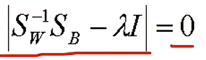 |S_W^{-1} S_B − λI| = 0